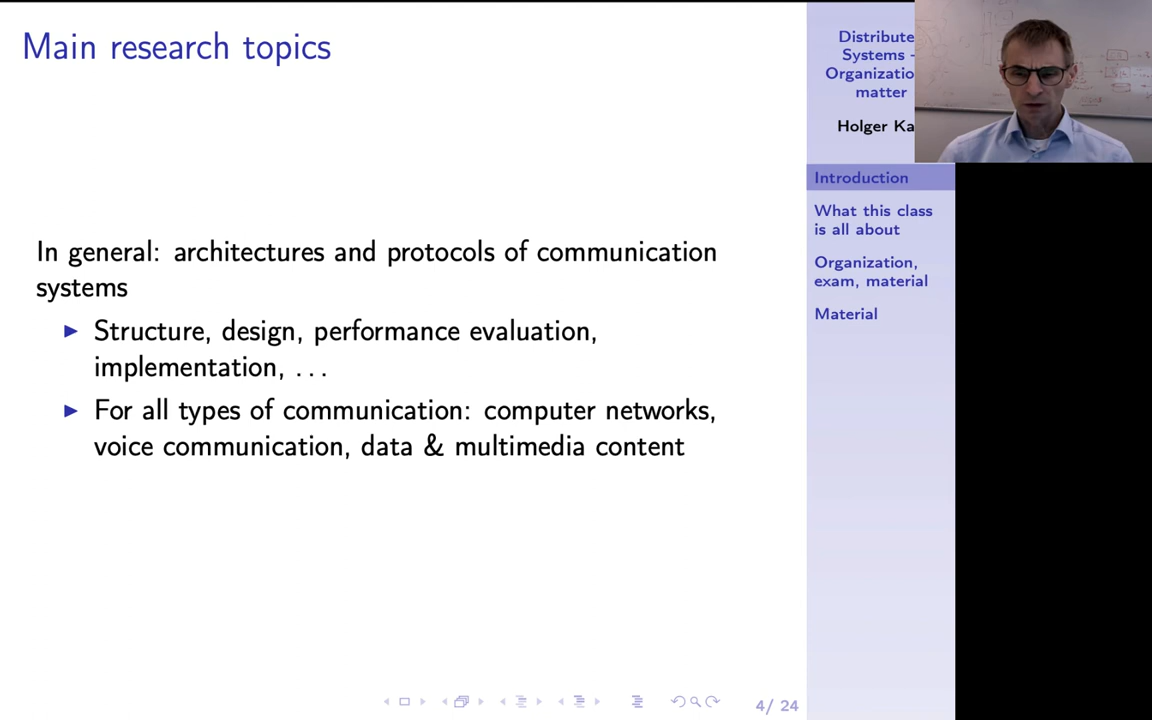 Main research topics
In general: architectures and protocols of communication
systems
Structure, design, performance evaluation,
implementation, ...
For all types of communication: computer networks,
voice communication, data & multimedia content
Distribute
Systems -
Organizatio
matter
Holger Ka
Introduction
What this class
is all about
Organization,
exam, material
Material
4/ 24